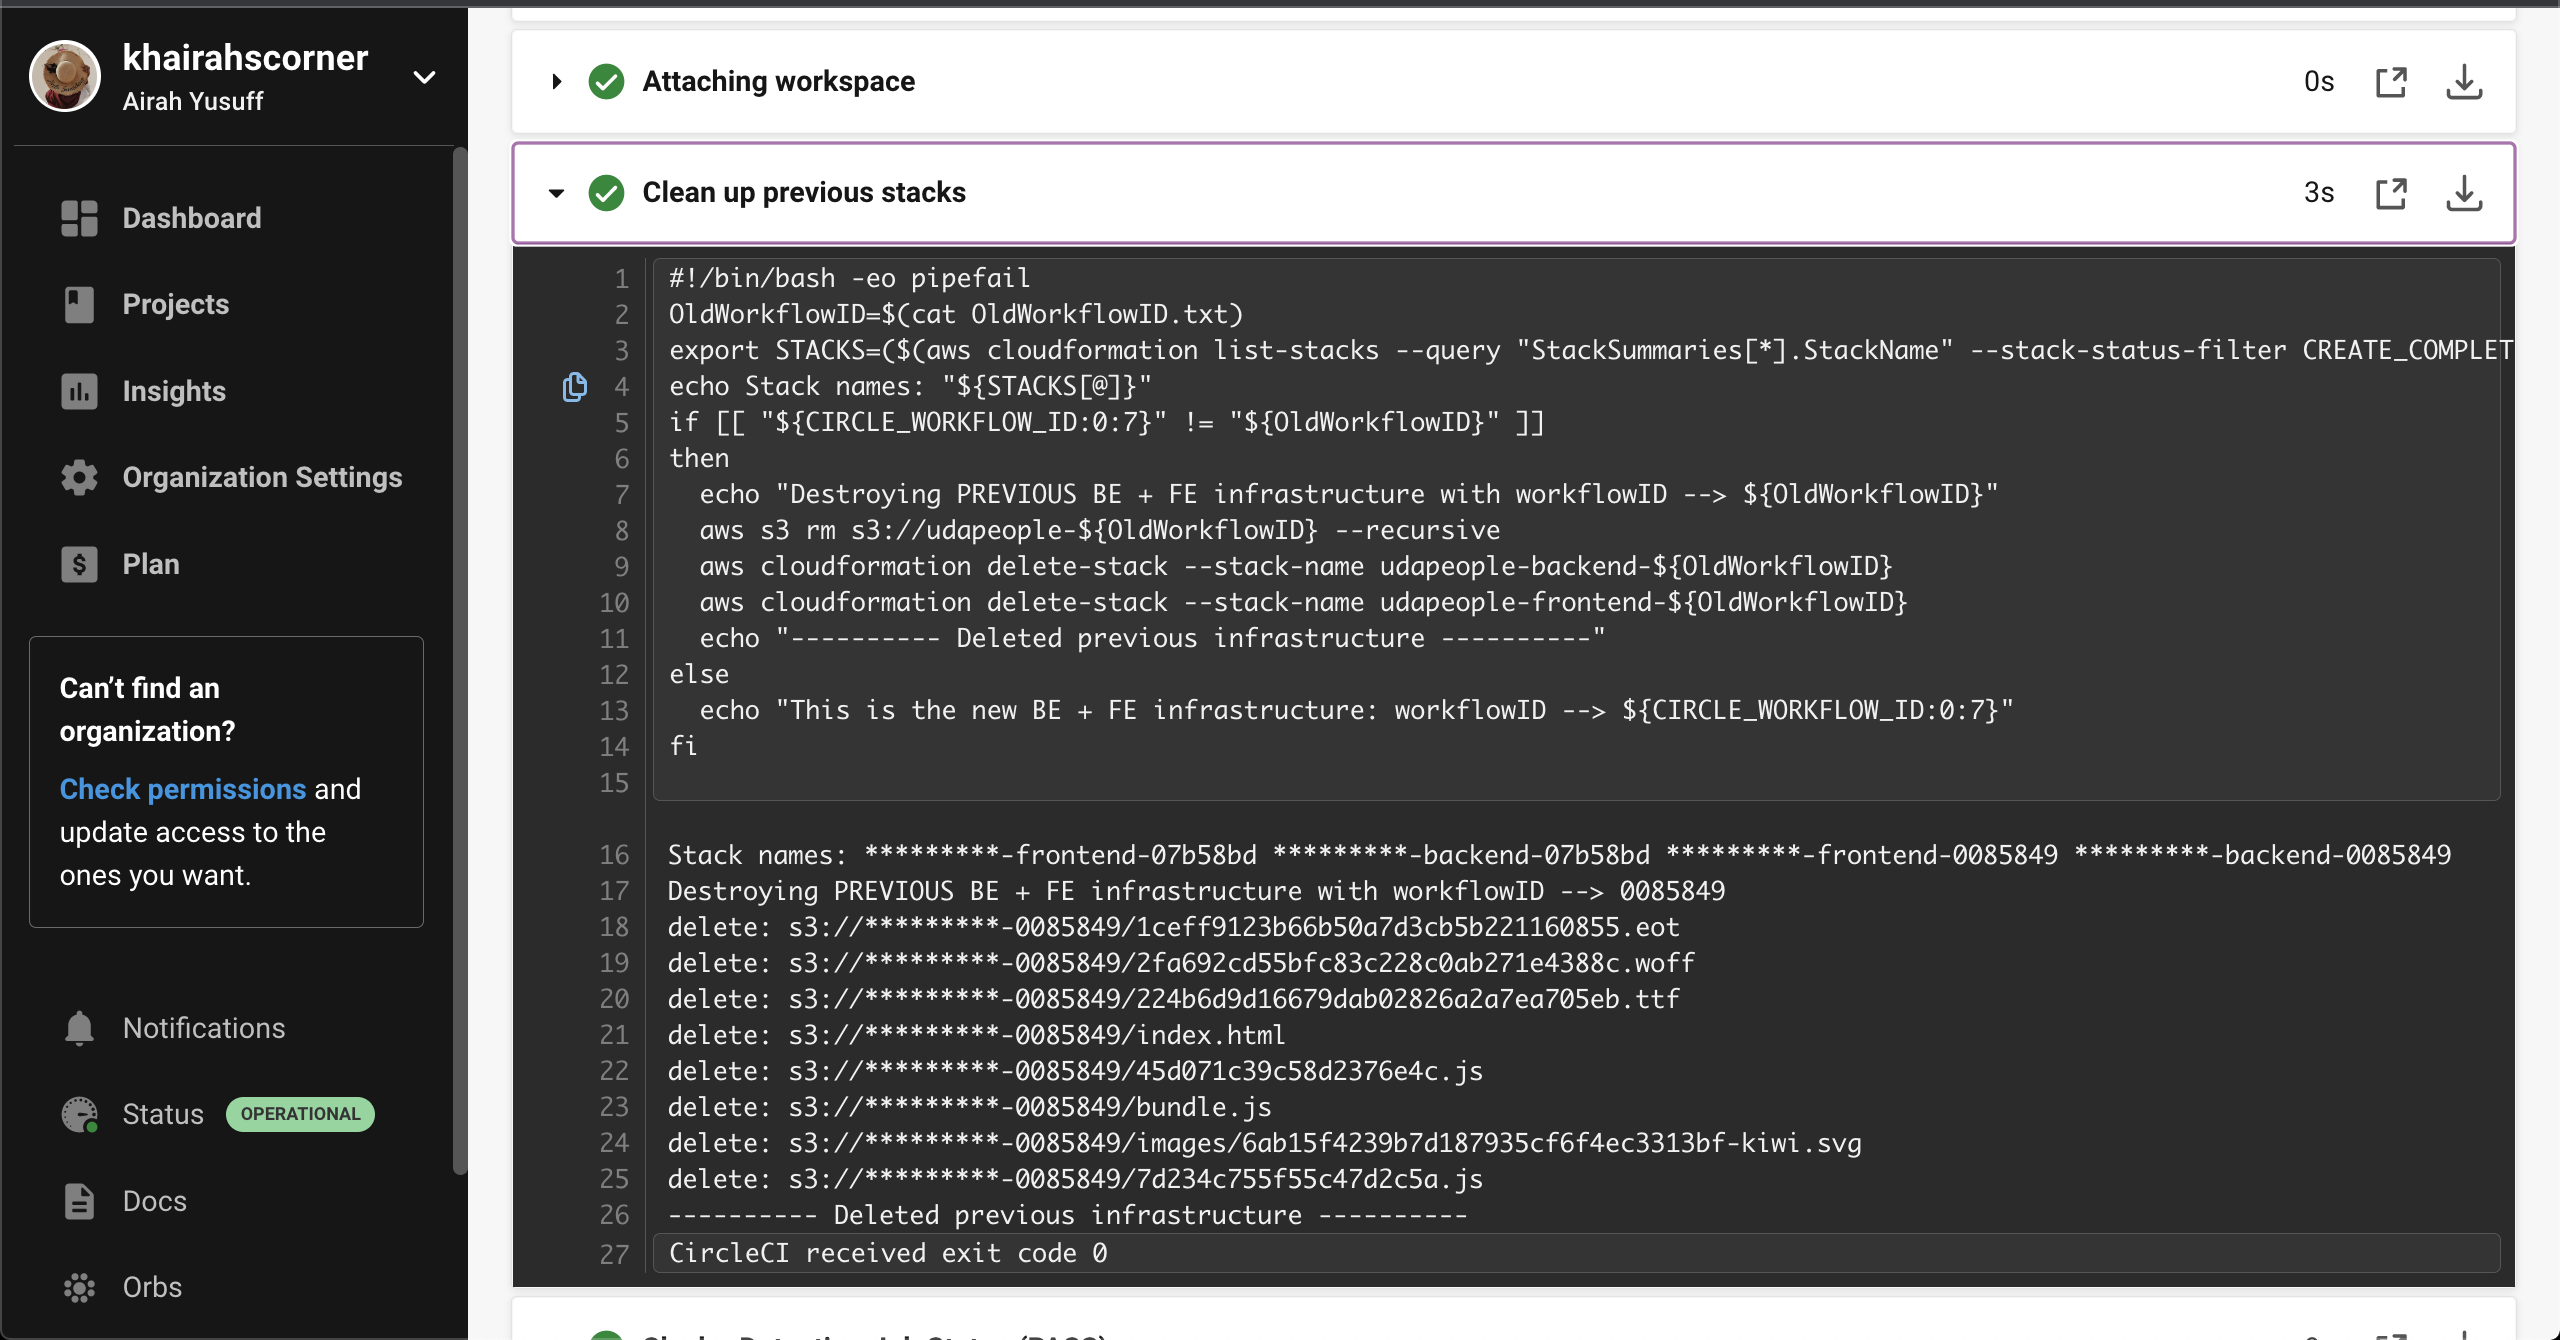 khairahscorner
Airah Yusuff
Dashboard
Projects
Insights
Organization Settings
Plan
Can’t find an
organization?
Check permissions and
update access to the
ones you want.
Notifications
Status OPERATIONAL
Docs
Orbs
Attaching workspace 0s
Clean up previous stacks 3s
1 #!/bin/bash -eo pipefail
2 OldWorkflowID=$(cat OldWorkflowID.txt)
3 export STACKS=($(aws cloudformation list-stacks --query "StackSummaries[*].StackName" --stack-status-filter CREATE_COMPLET
4 echo Stack names: "${STACKS[@]}"
5 if [[ "${CIRCLE_WORKFLOW_ID:0:7}" != "${OldWorkflowID}" ]]
6 then
7   echo "Destroying PREVIOUS BE + FE infrastructure with workflowID --> ${OldWorkflowID}"
8   aws s3 rm s3://udapeople-${OldWorkflowID} --recursive
9   aws cloudformation delete-stack --stack-name udapeople-backend-${OldWorkflowID}
10   aws cloudformation delete-stack --stack-name udapeople-frontend-${OldWorkflowID}
11   echo "---------- Deleted previous infrastructure ----------"
12 else
13   echo "This is the new BE + FE infrastructure: workflowID --> ${CIRCLE_WORKFLOW_ID:0:7}"
14 fi
15
16 Stack names: *********-frontend-07b58bd *********-backend-07b58bd *********-frontend-0085849 *********-backend-0085849
17 Destroying PREVIOUS BE + FE infrastructure with workflowID --> 0085849
18 delete: s3://*********-0085849/1ceff9123b66b50a7d3cb5b221160855.eot
19 delete: s3://*********-0085849/2fa692cd55bfc83c228c0ab271e4388c.woff
20 delete: s3://*********-0085849/224b6d9d16679dab02826a2a7ea705eb.ttf
21 delete: s3://*********-0085849/index.html
22 delete: s3://*********-0085849/45d071c39c58d2376e4c.js
23 delete: s3://*********-0085849/bundle.js
24 delete: s3://*********-0085849/images/6ab15f4239b7d187935cf6f4ec3313bf-kiwi.svg
25 delete: s3://*********-0085849/7d234c755f55c47d2c5a.js
26 ---------- Deleted previous infrastructure ----------
27 CircleCI received exit code 0